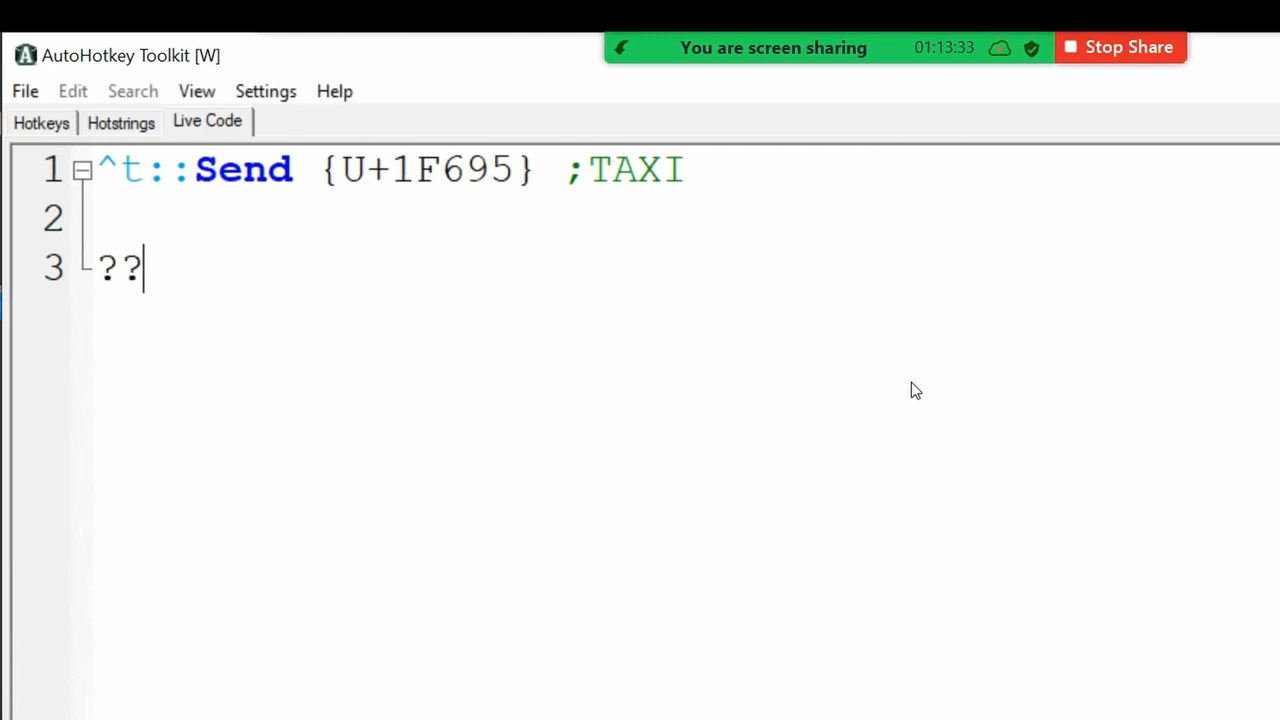 You are screen sharing 01:13:33 Stop Share
AutoHotkey Toolkit [W]
File Edit Search View Settings Help
Hotkeys Hotstrings Live Code
1 ^t::Send {U+1F695} ;TAXI
2
3 ??